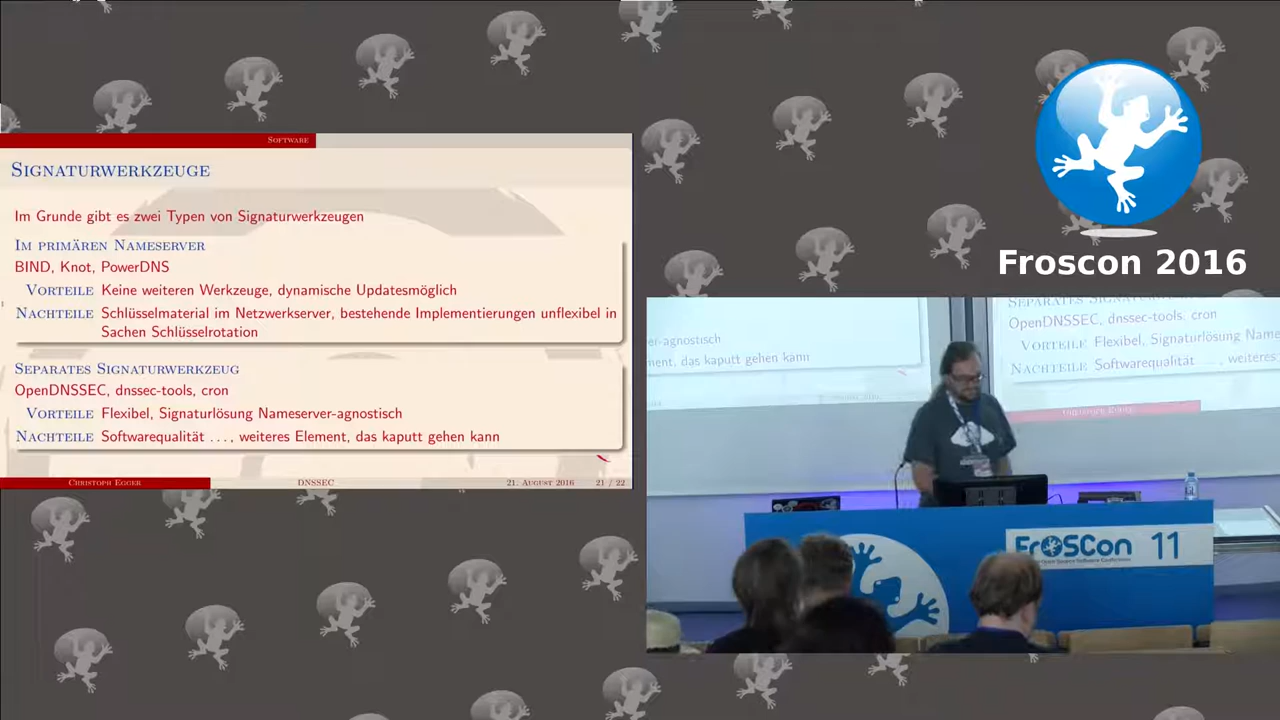 SOFTWARE
SIGNATURWERKZEUGE
Im Grunde gibt es zwei Typen von Signaturwerkzeugen
IM PRIMÄREN NAMESERVER
BIND, Knot, PowerDNS
VORTEILE Keine weiteren Werkzeuge, dynamische Updatesmöglich
NACHTEILE Schlüsselmaterial im Netzwerkserver, bestehende Implementierungen unflexibel in
Sachen Schlüsselrotation
SEPARATES SIGNATURWERKZEUG
OpenDNSSEC, dnssec-tools, cron
VORTEILE Flexibel, Signaturlösung Nameserver-agnostisch
NACHTEILE Softwarequalität ..., weiteres Element, das kaputt gehen kann
CHRISTOPH EGGER DNSSEC 21. AUGUST 2016 21 / 22
Froscon 2016
er-agnostisch
ment, das kaputt gehen kann
SEPARATES
OpenDNSSEC, dnssec-tools, cron
VORTEILE Flexibel, Signaturlösung Name
NACHTEILE Softwarequalität ..., weiteres
FrOSCon 11